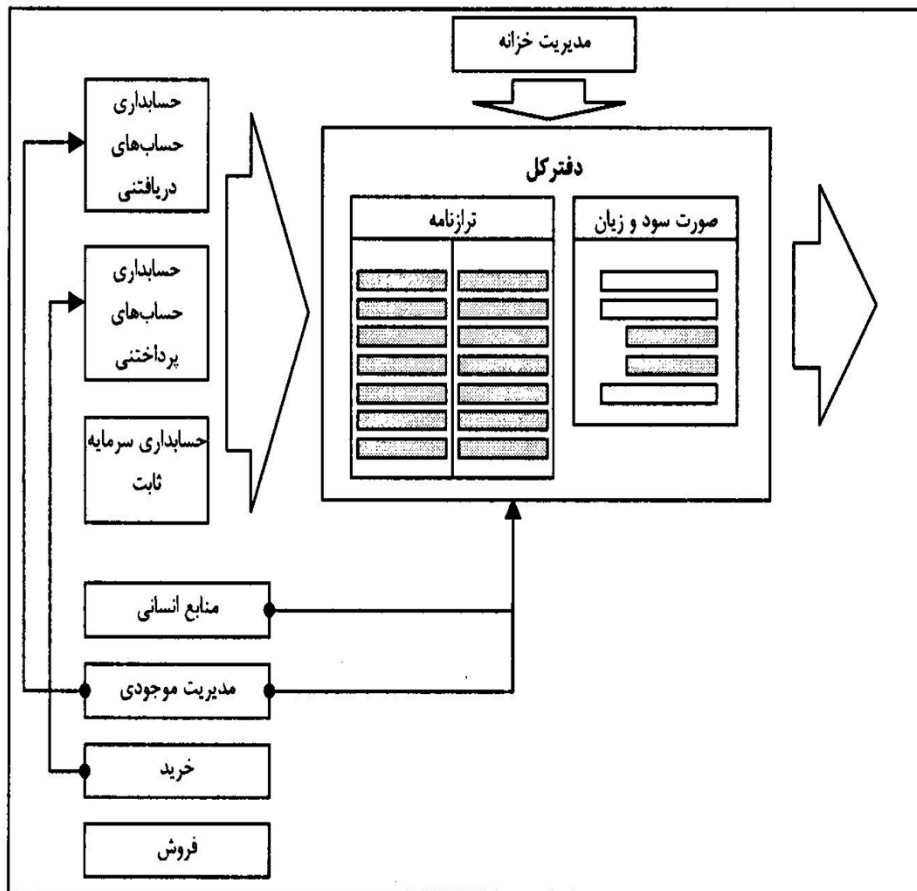 مدیریت خزانه
حسابداری
حساب‌های
دریافتنی
دفترکل
صورت سود و زیان
ترازنامه
حسابداری
حساب‌های
پرداختنی
حسابداری سرمایه
ثابت
منابع انسانی
مدیریت موجودی
خرید
فروش